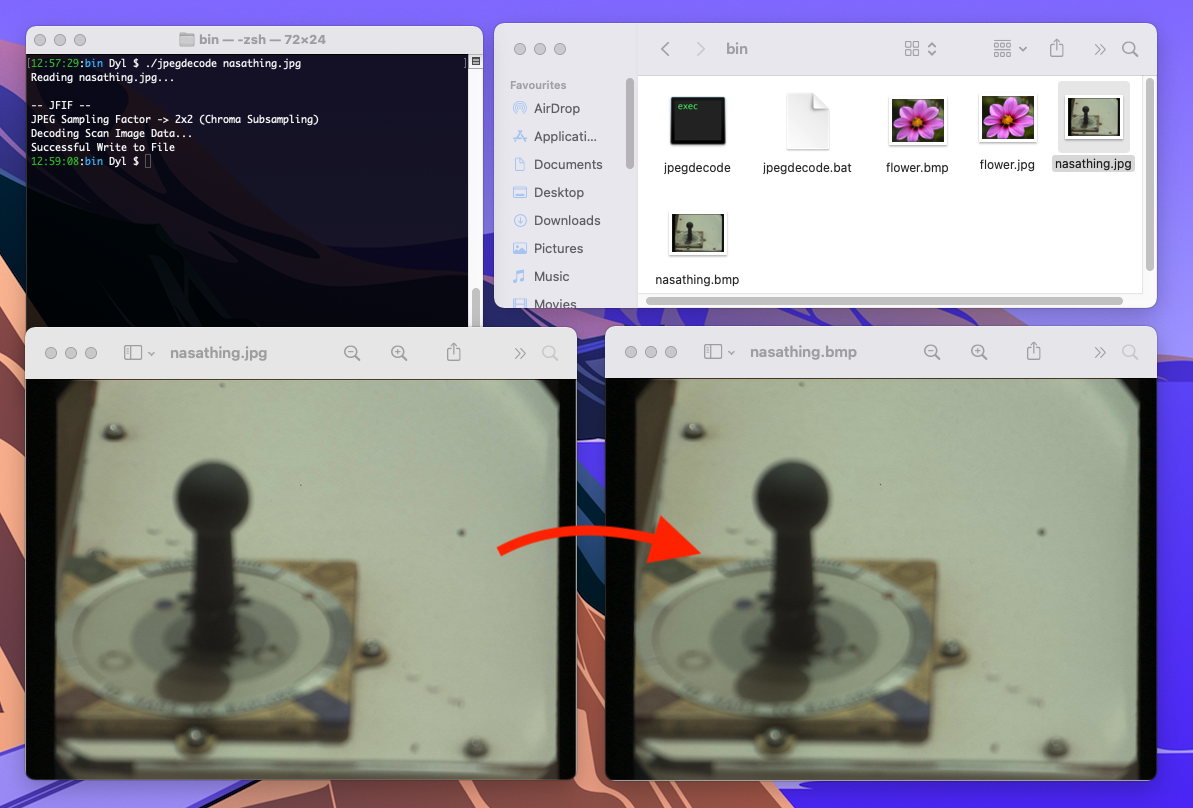 bin — -zsh — 72×24
[12:57:29:bin Dyl $ ./jpegdecode nasathing.jpg ]
Reading nasathing.jpg...
-- JFIF --
JPEG Sampling Factor -> 2x2 (Chroma Subsampling)
Decoding Scan Image Data...
Successful Write to File
12:59:08:bin Dyl $
bin
Favourites
AirDrop
Applicati...
Documents
Desktop
Downloads
Pictures
Music
Movies
exec
jpegdecode
jpegdecode.bat
flower.bmp
flower.jpg
nasathing.jpg
nasathing.bmp
nasathing.jpg
nasathing.bmp